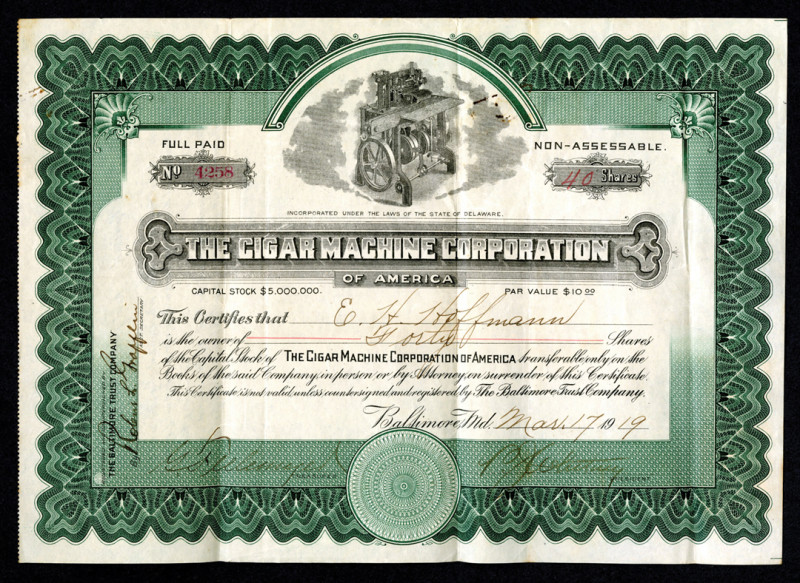 FULL PAID
NON-ASSESSABLE.
No 4258
40 Shares
INCORPORATED UNDER THE LAWS OF THE STATE OF DELAWARE.
THE CIGAR MACHINE CORPORATION
OF AMERICA
CAPITAL STOCK $5,000,000.
PAR VALUE $10 00
This Certifies that E. H. Hoffmann
is the owner of Forty Shares
of the Capital Stock of THE CIGAR MACHINE CORPORATION OF AMERICA transferable only on the
Books of the said Company, in person or by Attorney, on surrender of this Certificate.
This Certificate is not valid unless countersigned and registered by The Baltimore Trust Company.
Baltimore, Md. Mar. 17 1919
THE BALTIMORE TRUST COMPANY
By
SECRETARY
TREASURER
PRESIDENT